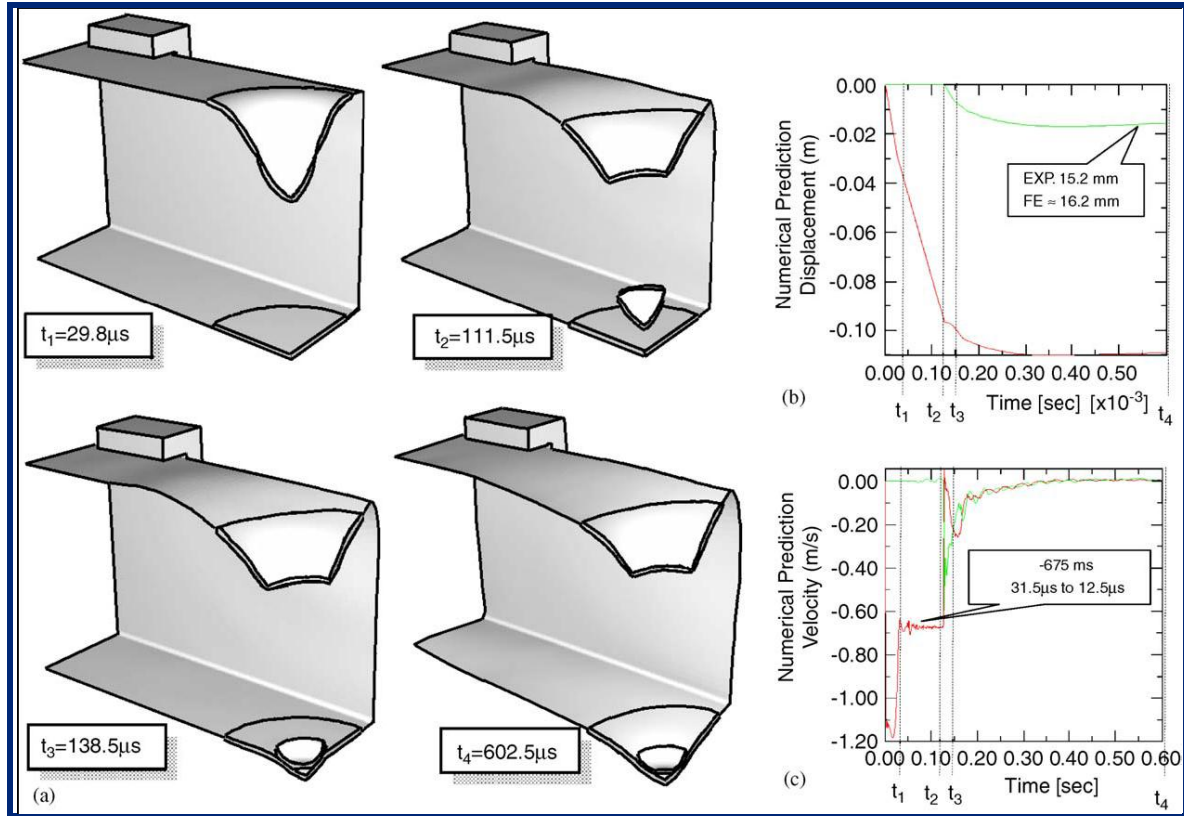 t1=29.8μs
t2=111.5μs
t3=138.5μs
t4=602.5μs
(a)
Numerical Prediction
Displacement (m)
0.00
-0.02
-0.04
-0.06
-0.08
-0.10
EXP. 15.2 mm
FE ≈ 16.2 mm
0.00 0.10 0.20 0.30 0.40 0.50
t1 t2 t3 Time [sec] [x10-3] t4
(b)
Numerical Prediction
Velocity (m/s)
0.00
-0.20
-0.40
-0.60
-0.80
-1.00
-1.20
-675 ms
31.5μs to 12.5μs
0.00 0.10 0.20 0.30 0.40 0.50 0.60
t1 t2 t3 Time [sec] t4
(c)